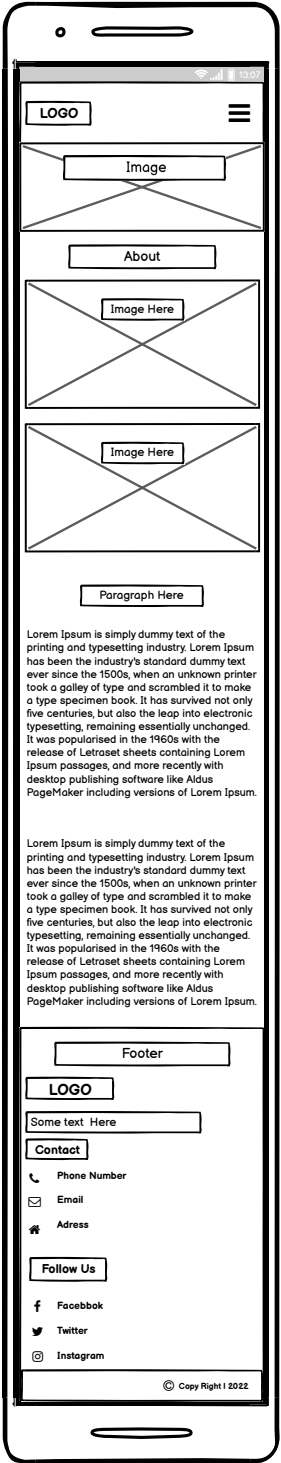 13:07
LOGO
Image
About
Image Here
Image Here
Paragraph Here
Lorem Ipsum is simply dummy text of the
printing and typesetting industry. Lorem Ipsum
has been the industry's standard dummy text
ever since the 1500s, when an unknown printer
took a galley of type and scrambled it to make
a type specimen book. It has survived not only
five centuries, but also the leap into electronic
typesetting, remaining essentially unchanged.
It was popularised in the 1960s with the
release of Letraset sheets containing Lorem
Ipsum passages, and more recently with
desktop publishing software like Aldus
PageMaker including versions of Lorem Ipsum.
Lorem Ipsum is simply dummy text of the
printing and typesetting industry. Lorem Ipsum
has been the industry's standard dummy text
ever since the 1500s, when an unknown printer
took a galley of type and scrambled it to make
a type specimen book. It has survived not only
five centuries, but also the leap into electronic
typesetting, remaining essentially unchanged.
It was popularised in the 1960s with the
release of Letraset sheets containing Lorem
Ipsum passages, and more recently with
desktop publishing software like Aldus
PageMaker including versions of Lorem Ipsum.
Footer
LOGO
Some text Here
Contact
Phone Number
Email
Adress
Follow Us
Facebbok
Twitter
Instagram
© Copy Right | 2022